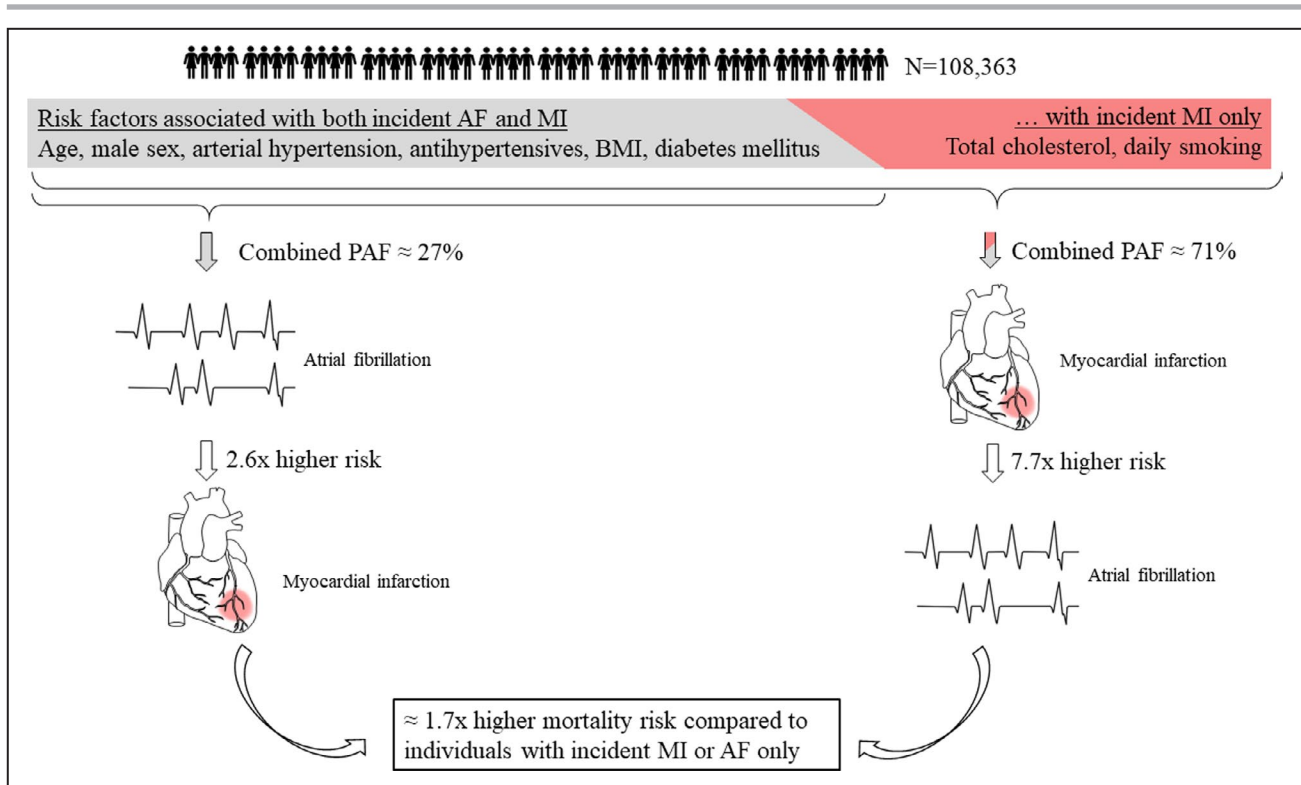 N=108,363
Risk factors associated with both incident AF and MI
Age, male sex, arterial hypertension, antihypertensives, BMI, diabetes mellitus
… with incident MI only
Total cholesterol, daily smoking
Combined PAF ≈ 27%
Combined PAF ≈ 71%
Atrial fibrillation
Myocardial infarction
2.6x higher risk
7.7x higher risk
Myocardial infarction
Atrial fibrillation
≈ 1.7x higher mortality risk compared to
individuals with incident MI or AF only